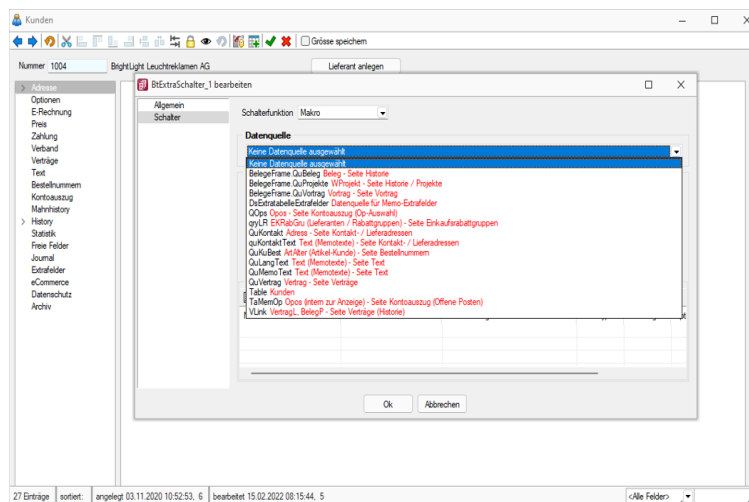 Kunden
Grösse speichern
Nummer 1004 BrightLight Leuchtreklamen AG Lieferant anlegen
BtExtraSchalter_1 bearbeiten
Adresse
Optionen
E-Rechnung
Preis
Zahlung
Verband
Verträge
Text
Bestellnummern
Kontoauszug
Mahnhistory
History
Statistik
Freie Felder
Journal
Extrafelder
eCommerce
Datenschutz
Archiv
Allgemein
Schalter
Schalterfunktion Makro
Datenquelle
Keine Datenquelle ausgewählt
Keine Datenquelle ausgewählt
BelegeFrame.QuBeleg Beleg - Seite Historie
BelegeFrame.QuProjekte WProjekt - Seite Historie / Projekte
BelegeFrame.QuVortrag Vortrag - Seite Vortrag
DsExtratabelleExtrafelder Datenquelle für Memo-Extrafelder
QOps Opos - Seite Kontoauszug (Op-Auswahl)
qryLR EKRabGru (Lieferanten / Rabattgruppen) - Seite Einkaufsrabattgruppen
QuKontakt Adress - Seite Kontakt- / Lieferadressen
quKontaktText Text (Memotexte) - Seite Kontakt- / Lieferadressen
QuKuBest ArtAlter (Artikel-Kunde) - Seite Bestellnummern
QuLangText Text (Memotexte) - Seite Text
QuMemoText Text (Memotexte) - Seite Text
QuVertrag Vertrag - Seite Verträge
Table Kunden
TaMemOp Opos (intern zur Anzeige) - Seite Kontoauszug (Offene Posten)
VLink VertragL, BelegP - Seite Verträge (Historie)
Ok Abbrechen
27 Einträge sortiert: angelegt 03.11.2020 10:52:53, 6 bearbeitet 15.02.2022 08:15:44, 5 <Alle Felder>